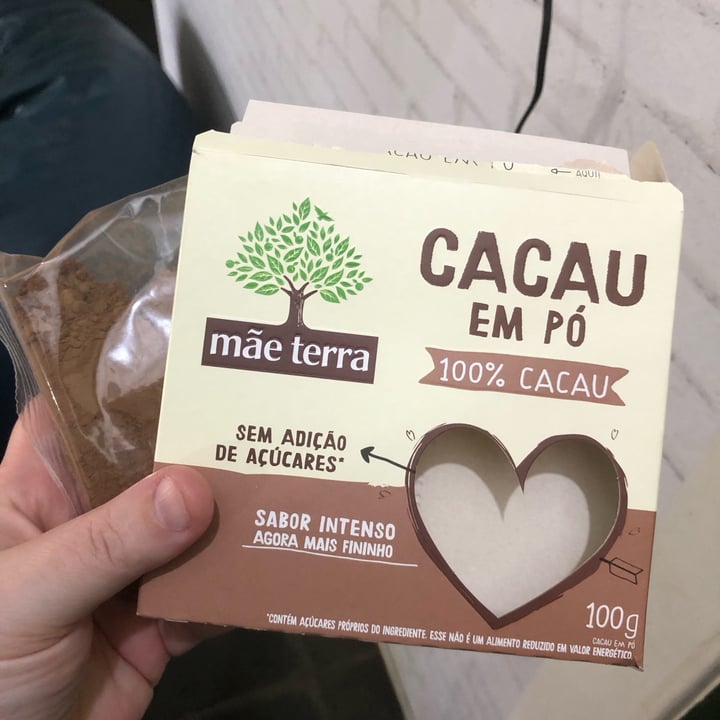 AQUI!
mãe terra
CACAU
EM PÓ
100% CACAU
SEM ADIÇÃO
DE AÇÚCARES*
SABOR INTENSO
AGORA MAIS FININHO
100g
CACAU EM PÓ
*CONTÉM AÇÚCARES PRÓPRIOS DO INGREDIENTE. ESSE NÃO É UM ALIMENTO REDUZIDO EM VALOR ENERGÉTICO.